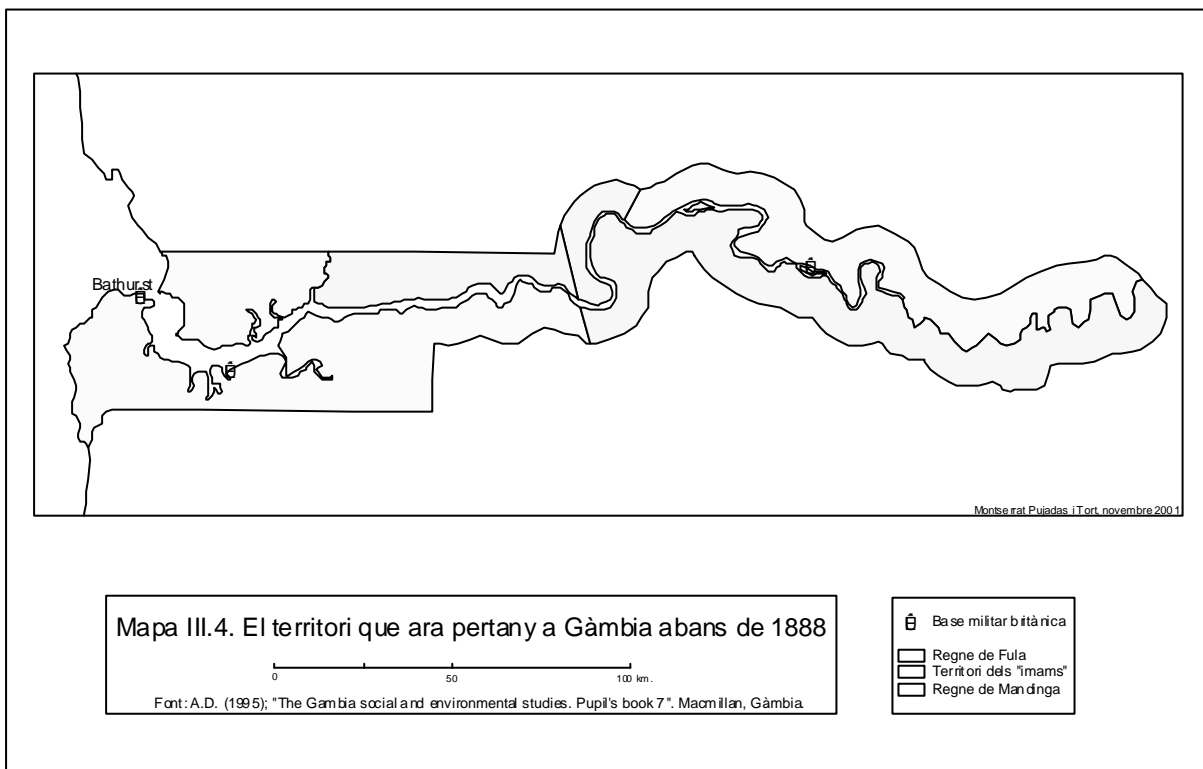 Bathurst
Montserrat Pujadas i Tort, novembre 2001
Mapa III.4. El territori que ara pertany a Gàmbia abans de 1888
0 50 100 km.
Font: A.D. (1995); "The Gambia social and environmental studies. Pupil's book 7". Macmillan, Gàmbia.
Base militar britànica
Regne de Fula
Territori dels "imams"
Regne de Mandinga